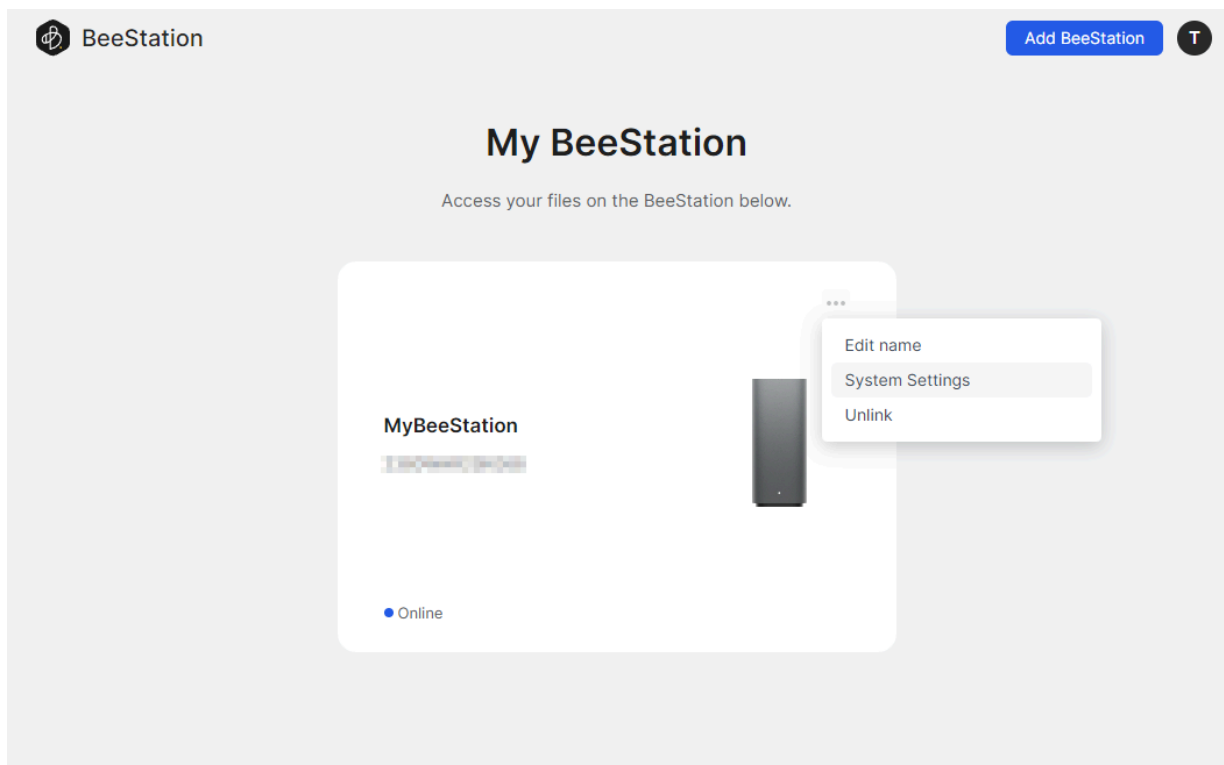 BeeStation
Add BeeStation
T
My BeeStation
Access your files on the BeeStation below.
Edit name
System Settings
Unlink
MyBeeStation
Online